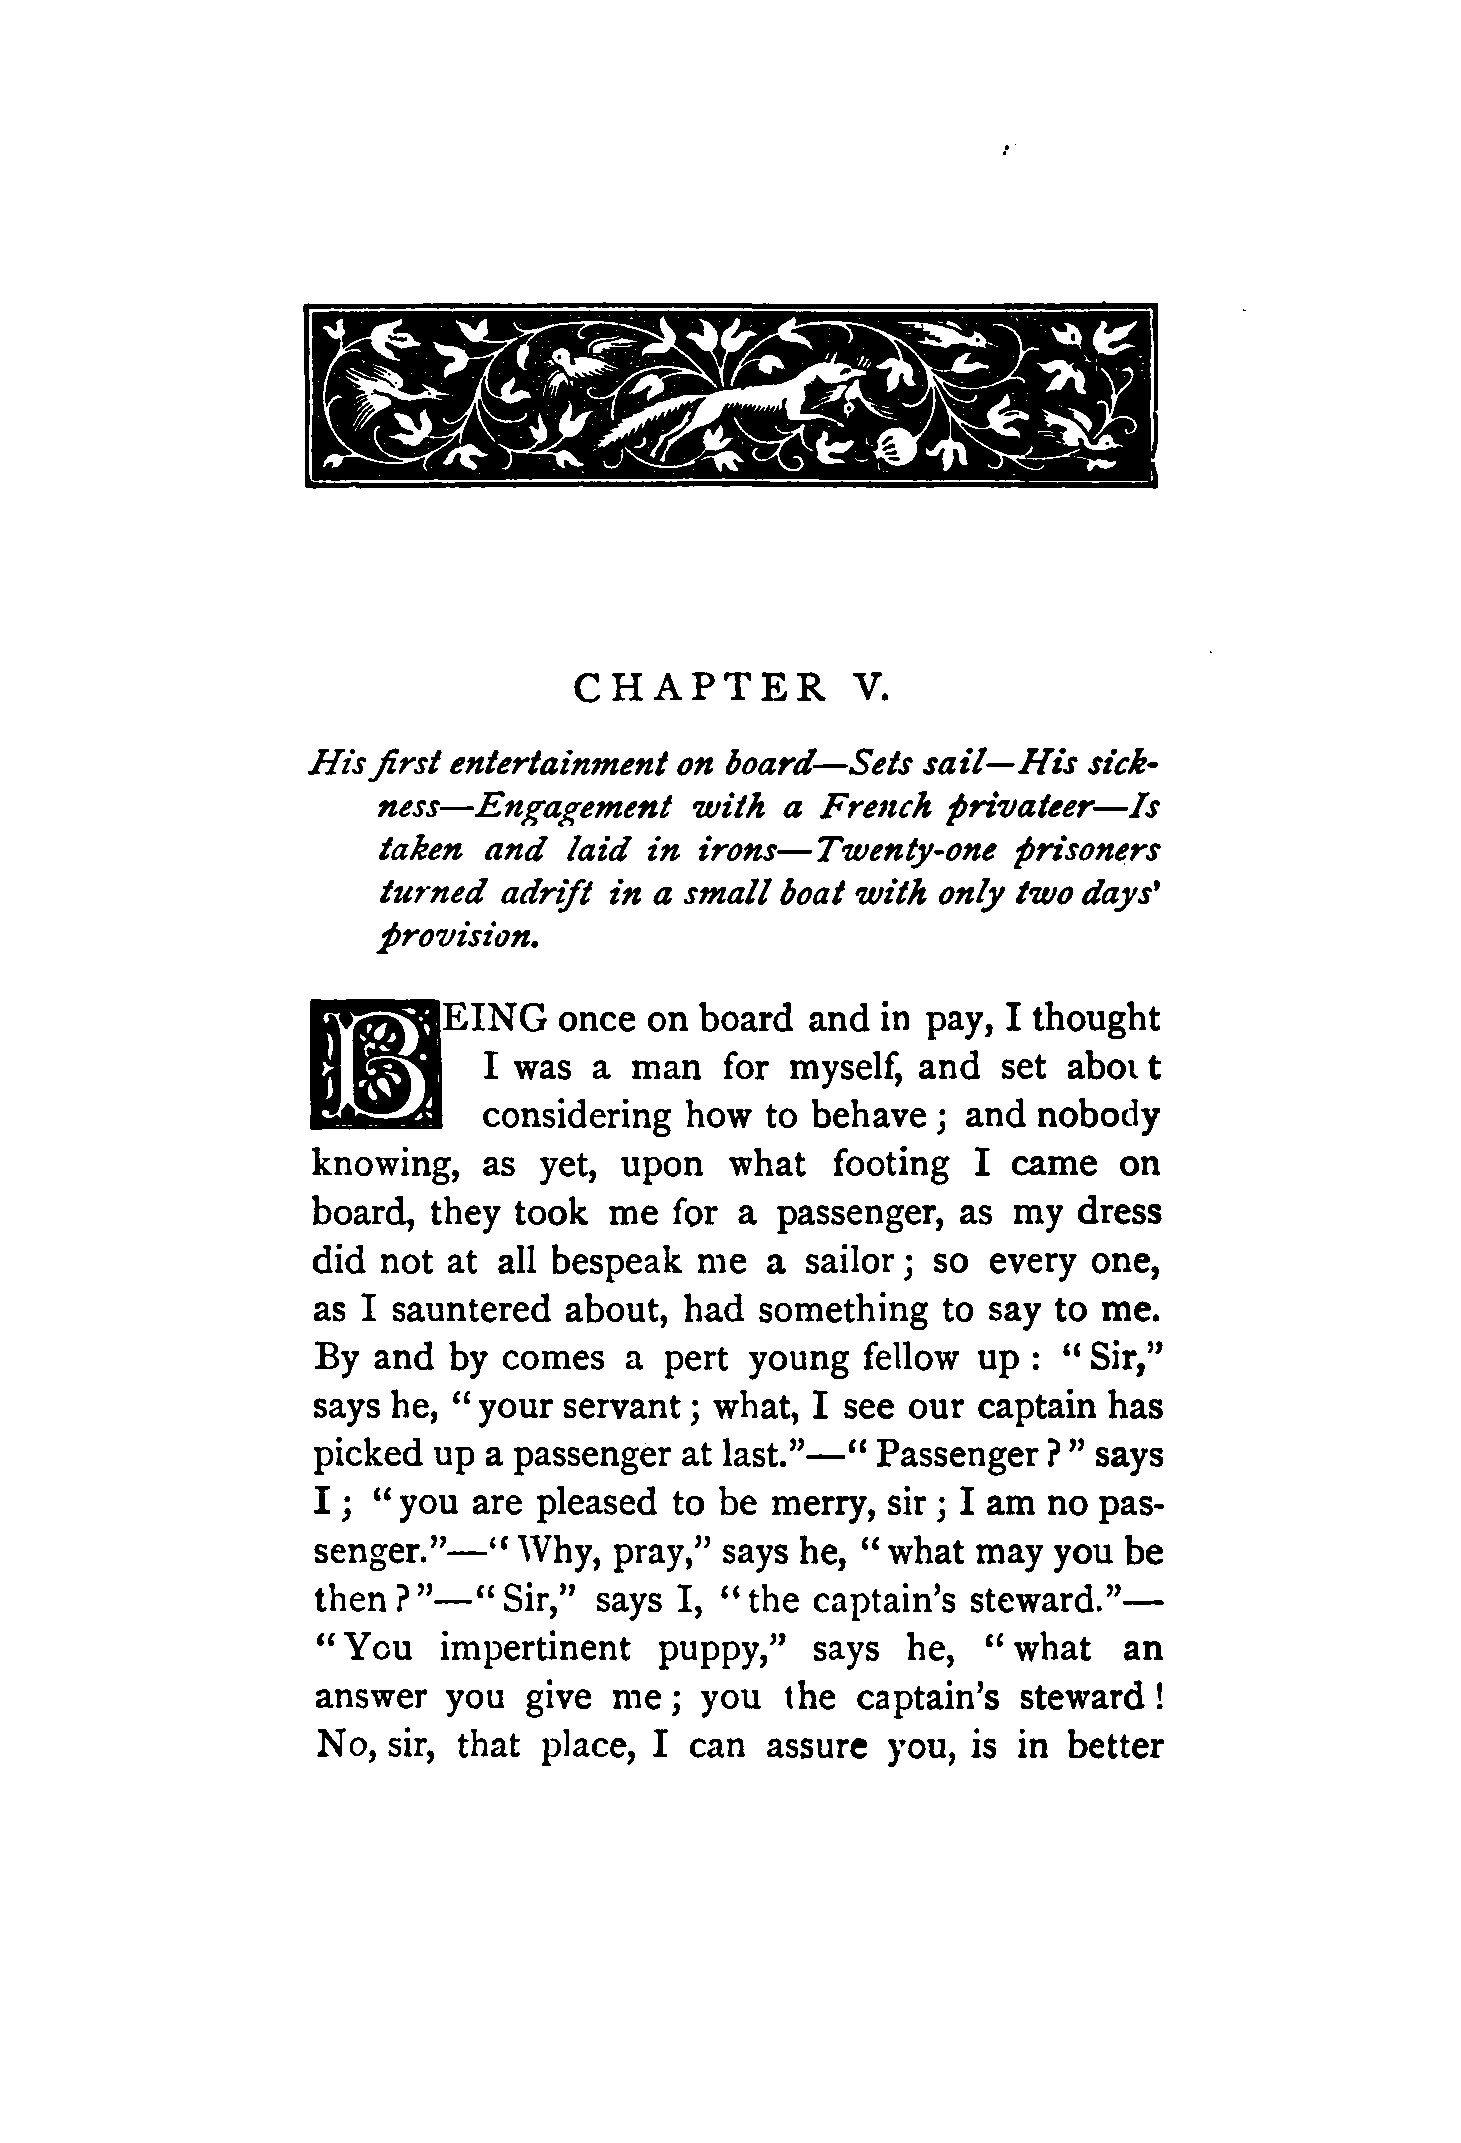 CHAPTER V.
His first entertainment on board—Sets sail—His sick-
ness—Engagement with a French privateer—Is
taken and laid in irons—Twenty-one prisoners
turned adrift in a small boat with only two days'
provision.
BEING once on board and in pay, I thought
I was a man for myself, and set about
considering how to behave; and nobody
knowing, as yet, upon what footing I came on
board, they took me for a passenger, as my dress
did not at all bespeak me a sailor; so every one,
as I sauntered about, had something to say to me.
By and by comes a pert young fellow up: "Sir,"
says he, "your servant; what, I see our captain has
picked up a passenger at last."—"Passenger?" says
I; "you are pleased to be merry, sir; I am no pas-
senger."—"Why, pray," says he, "what may you be
then?"—"Sir," says I, "the captain's steward."—
"You impertinent puppy," says he, "what an
answer you give me; you the captain's steward!
No, sir, that place, I can assure you, is in better